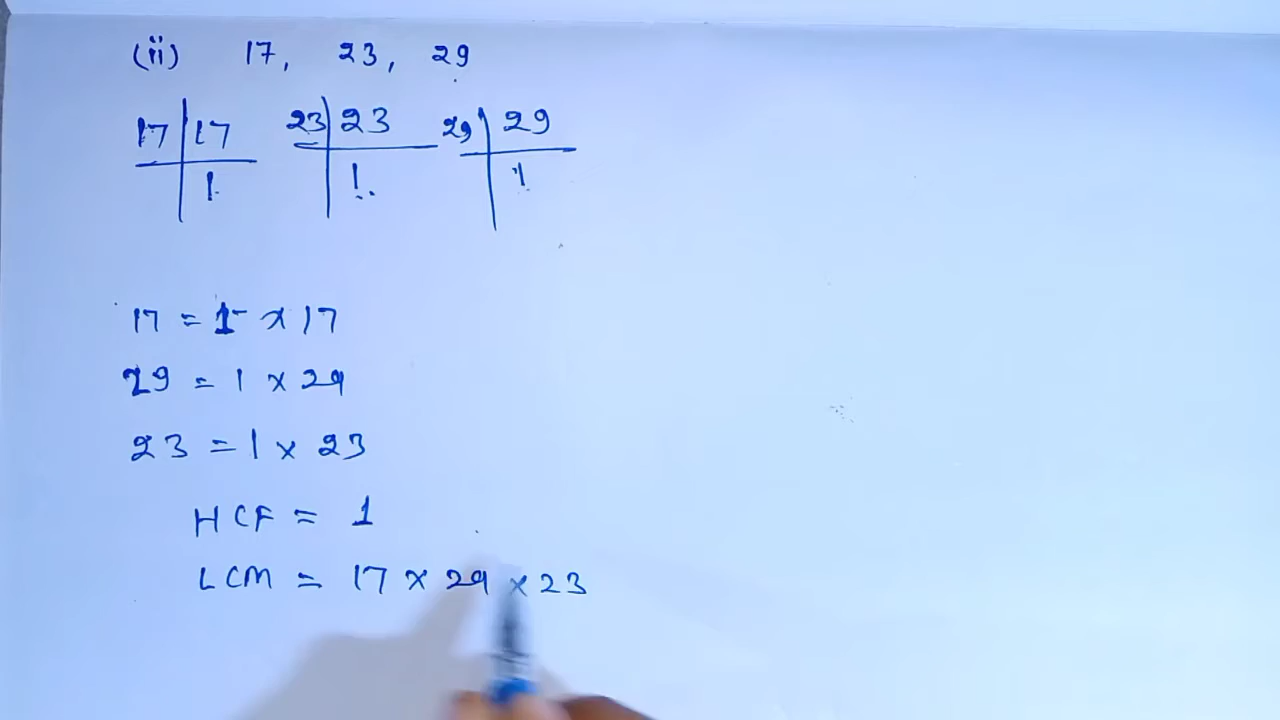 (ii) 17, 23, 29
17 | 17 23 | 23 29 | 29
1 1 1
17 = 1 × 17
29 = 1 × 29
23 = 1 × 23
HCF = 1
LCM = 17 × 29 × 23